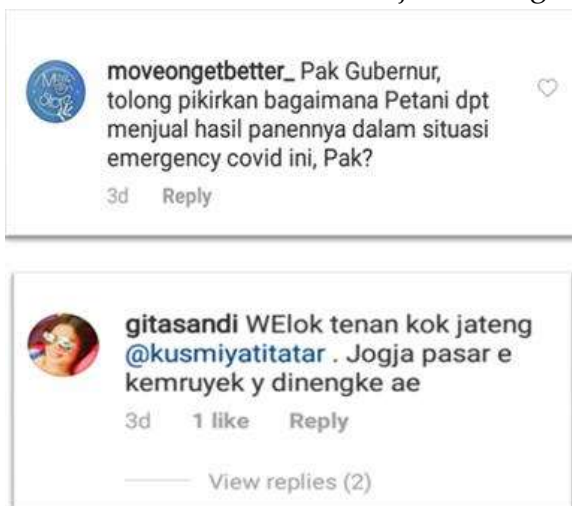 moveongetbetter_ Pak Gubernur,
tolong pikirkan bagaimana Petani dpt
menjual hasil panennya dalam situasi
emergency covid ini, Pak?
3d Reply
gitasandi WElok tenan kok jateng
@kusmiyatitatar . Jogja pasar e
kemruyek y dinengke ae
3d 1 like Reply
View replies (2)